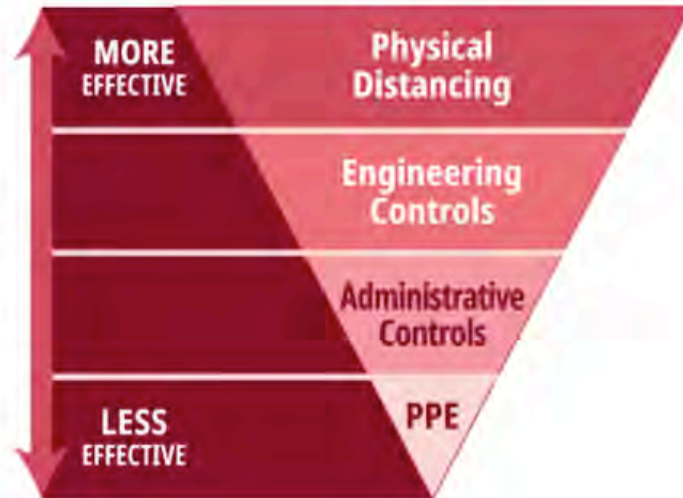 MORE
EFFECTIVE
Physical
Distancing
Engineering
Controls
Administrative
Controls
LESS
EFFECTIVE
PPE